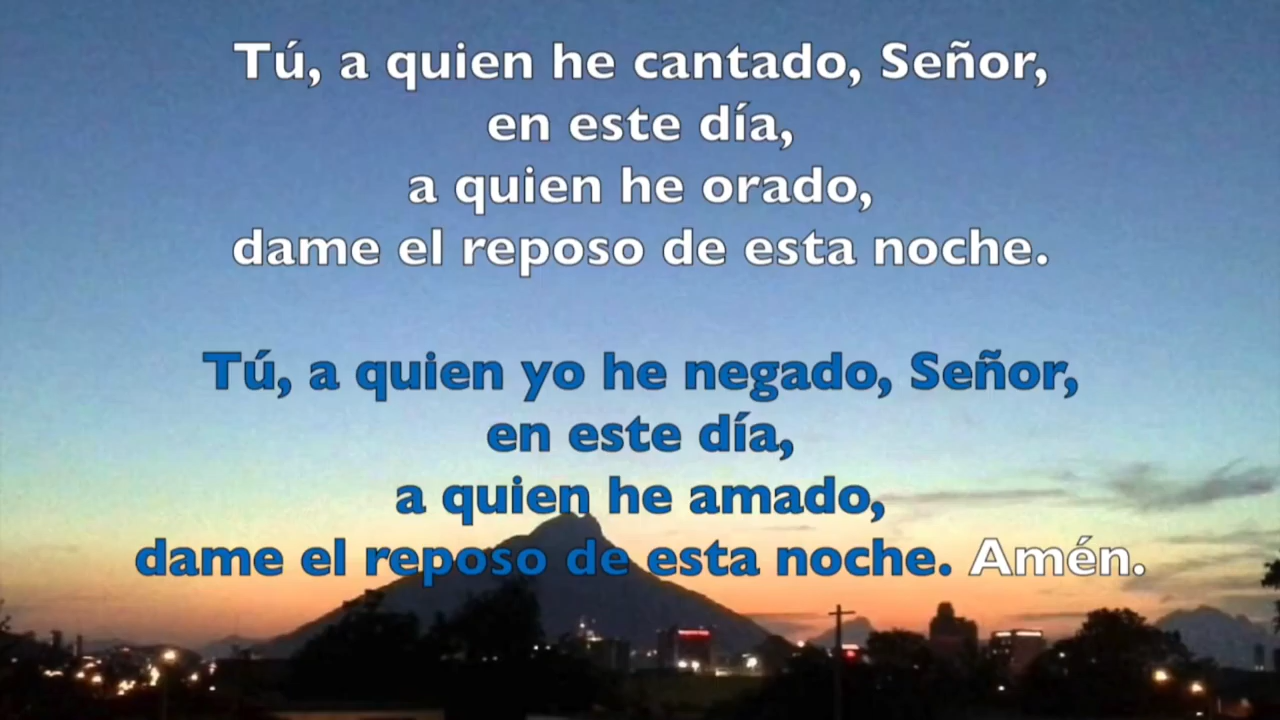 Tú, a quien he cantado, Señor,
en este día,
a quien he orado,
dame el reposo de esta noche.
Tú, a quien yo he negado, Señor,
en este día,
a quien he amado,
dame el reposo de esta noche. Amén.